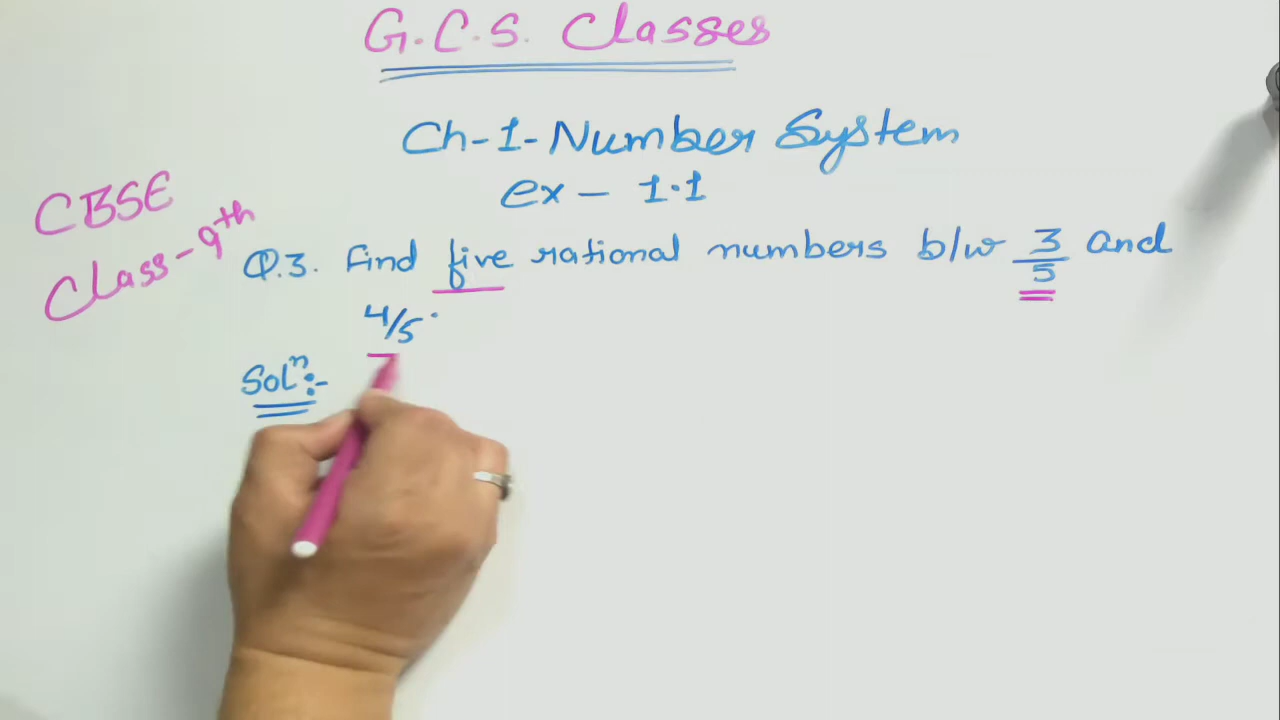 G.C.S. Classes
Ch-1-Number System
ex - 1.1
CBSE
Class-9th
Q.3. Find five rational numbers b/w 3/5 and
4/5.
Solⁿ:-